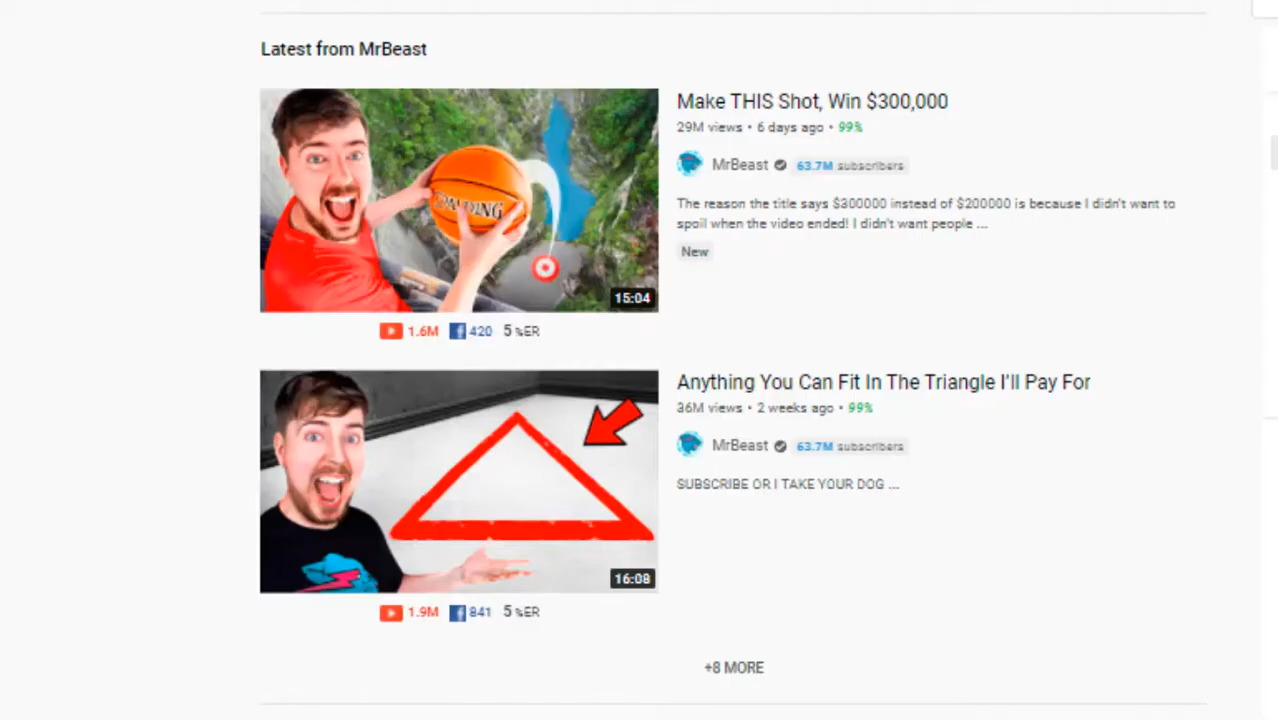 Latest from MrBeast
SPALDING
15:04
1.6M 420 5 %ER
Make THIS Shot, Win $300,000
29M views • 6 days ago • 99%
MrBeast 63.7M subscribers
The reason the title says $300000 instead of $200000 is because I didn't want to
spoil when the video ended! I didn't want people ...
New
16:08
1.9M 841 5 %ER
Anything You Can Fit In The Triangle I'll Pay For
36M views • 2 weeks ago • 99%
MrBeast 63.7M subscribers
SUBSCRIBE OR I TAKE YOUR DOG ...
+8 MORE